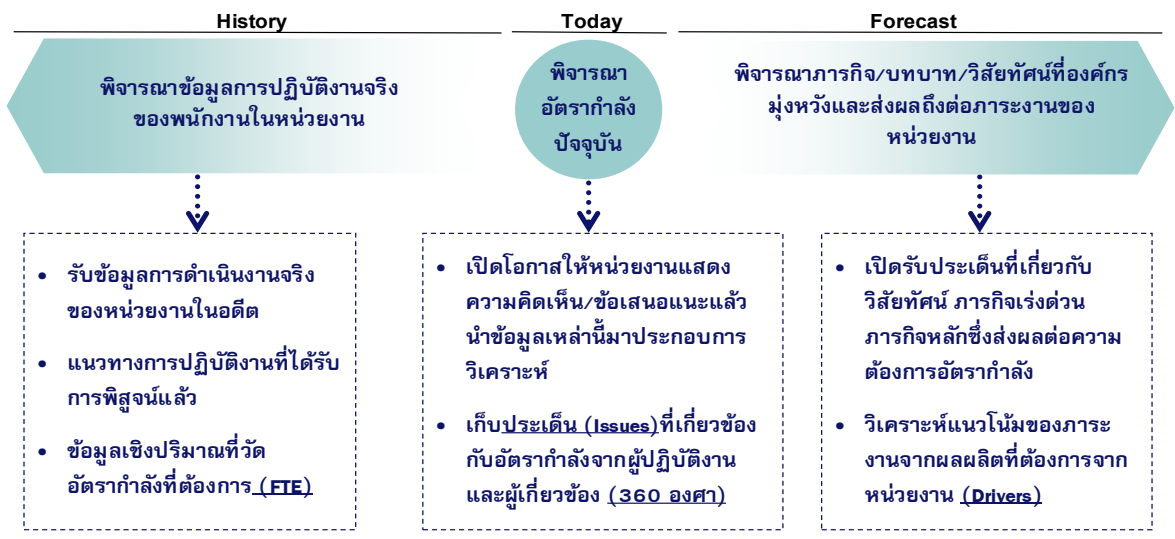 History
พิจารณาข้อมูลการปฏิบัติงานจริง
ของพนักงานในหน่วยงาน
• รับข้อมูลการดำเนินงานจริง
ของหน่วยงานในอดีต
• แนวทางการปฏิบัติงานที่ได้รับ
การพิสูจน์แล้ว
• ข้อมูลเชิงปริมาณที่วัด
อัตรากำลังที่ต้องการ (FTE)
Today
พิจารณา
อัตรากำลัง
ปัจจุบัน
• เปิดโอกาสให้หน่วยงานแสดง
ความคิดเห็น/ข้อเสนอแนะแล้ว
นำข้อมูลเหล่านี้มาประกอบการ
วิเคราะห์
• เก็บประเด็น (Issues)ที่เกี่ยวข้อง
กับอัตรากำลังจากผู้ปฏิบัติงาน
และผู้เกี่ยวข้อง (360 องศา)
Forecast
พิจารณาภารกิจ/บทบาท/วิสัยทัศน์ที่องค์กร
มุ่งหวังและส่งผลถึงต่อภาระงานของ
หน่วยงาน
• เปิดรับประเด็นที่เกี่ยวกับ
วิสัยทัศน์ ภารกิจเร่งด่วน
ภารกิจหลักซึ่งส่งผลต่อความ
ต้องการอัตรากำลัง
• วิเคราะห์แนวโน้มของภาระ
งานจากผลผลิตที่ต้องการจาก
หน่วยงาน (Drivers)